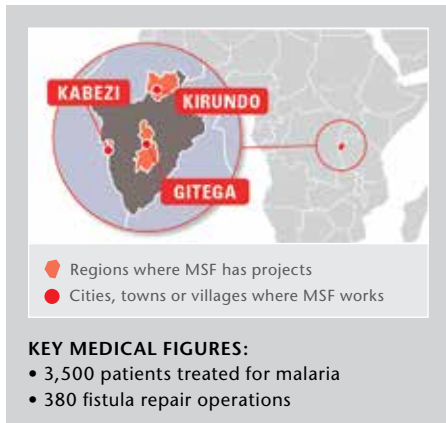 KABEZI
KIRUNDO
GITEGA
Regions where MSF has projects
Cities, towns or villages where MSF works
KEY MEDICAL FIGURES:
• 3,500 patients treated for malaria
• 380 fistula repair operations